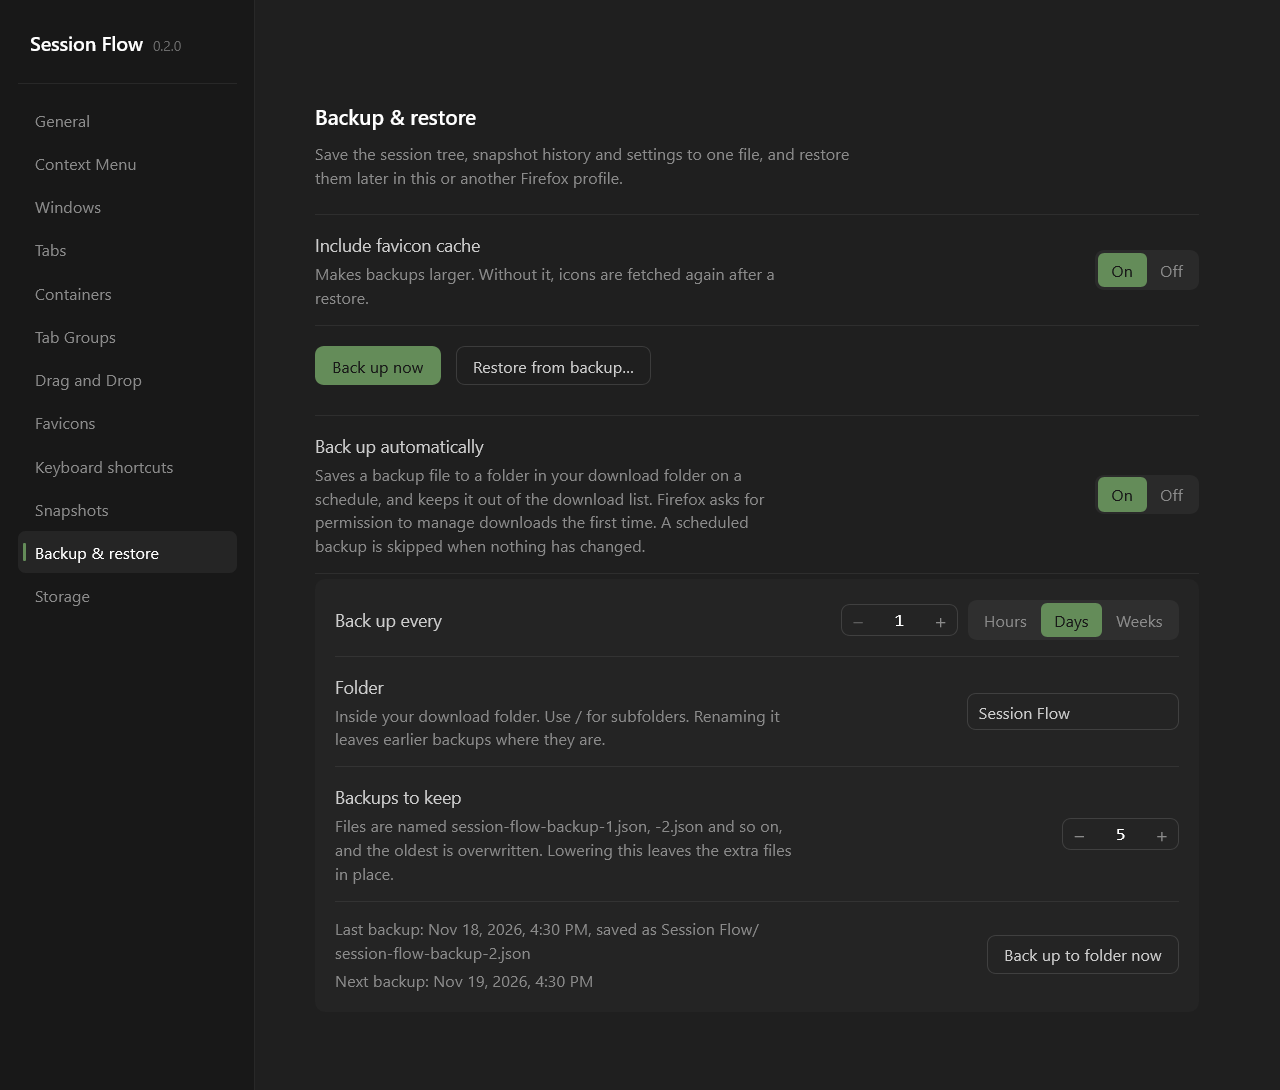 Session Flow 0.2.0
General
Context Menu
Windows
Tabs
Containers
Tab Groups
Drag and Drop
Favicons
Keyboard shortcuts
Snapshots
Backup & restore
Storage
Backup & restore
Save the session tree, snapshot history and settings to one file, and restore
them later in this or another Firefox profile.
Include favicon cache
Makes backups larger. Without it, icons are fetched again after a
restore.
On Off
Back up now Restore from backup...
Back up automatically
Saves a backup file to a folder in your download folder on a
schedule, and keeps it out of the download list. Firefox asks for
permission to manage downloads the first time. A scheduled
backup is skipped when nothing has changed.
On Off
Back up every − 1 + Hours Days Weeks
Folder
Inside your download folder. Use / for subfolders. Renaming it
leaves earlier backups where they are.
Session Flow
Backups to keep
Files are named session-flow-backup-1.json, -2.json and so on,
and the oldest is overwritten. Lowering this leaves the extra files
in place.
− 5 +
Last backup: Nov 18, 2026, 4:30 PM, saved as Session Flow/
session-flow-backup-2.json
Next backup: Nov 19, 2026, 4:30 PM
Back up to folder now